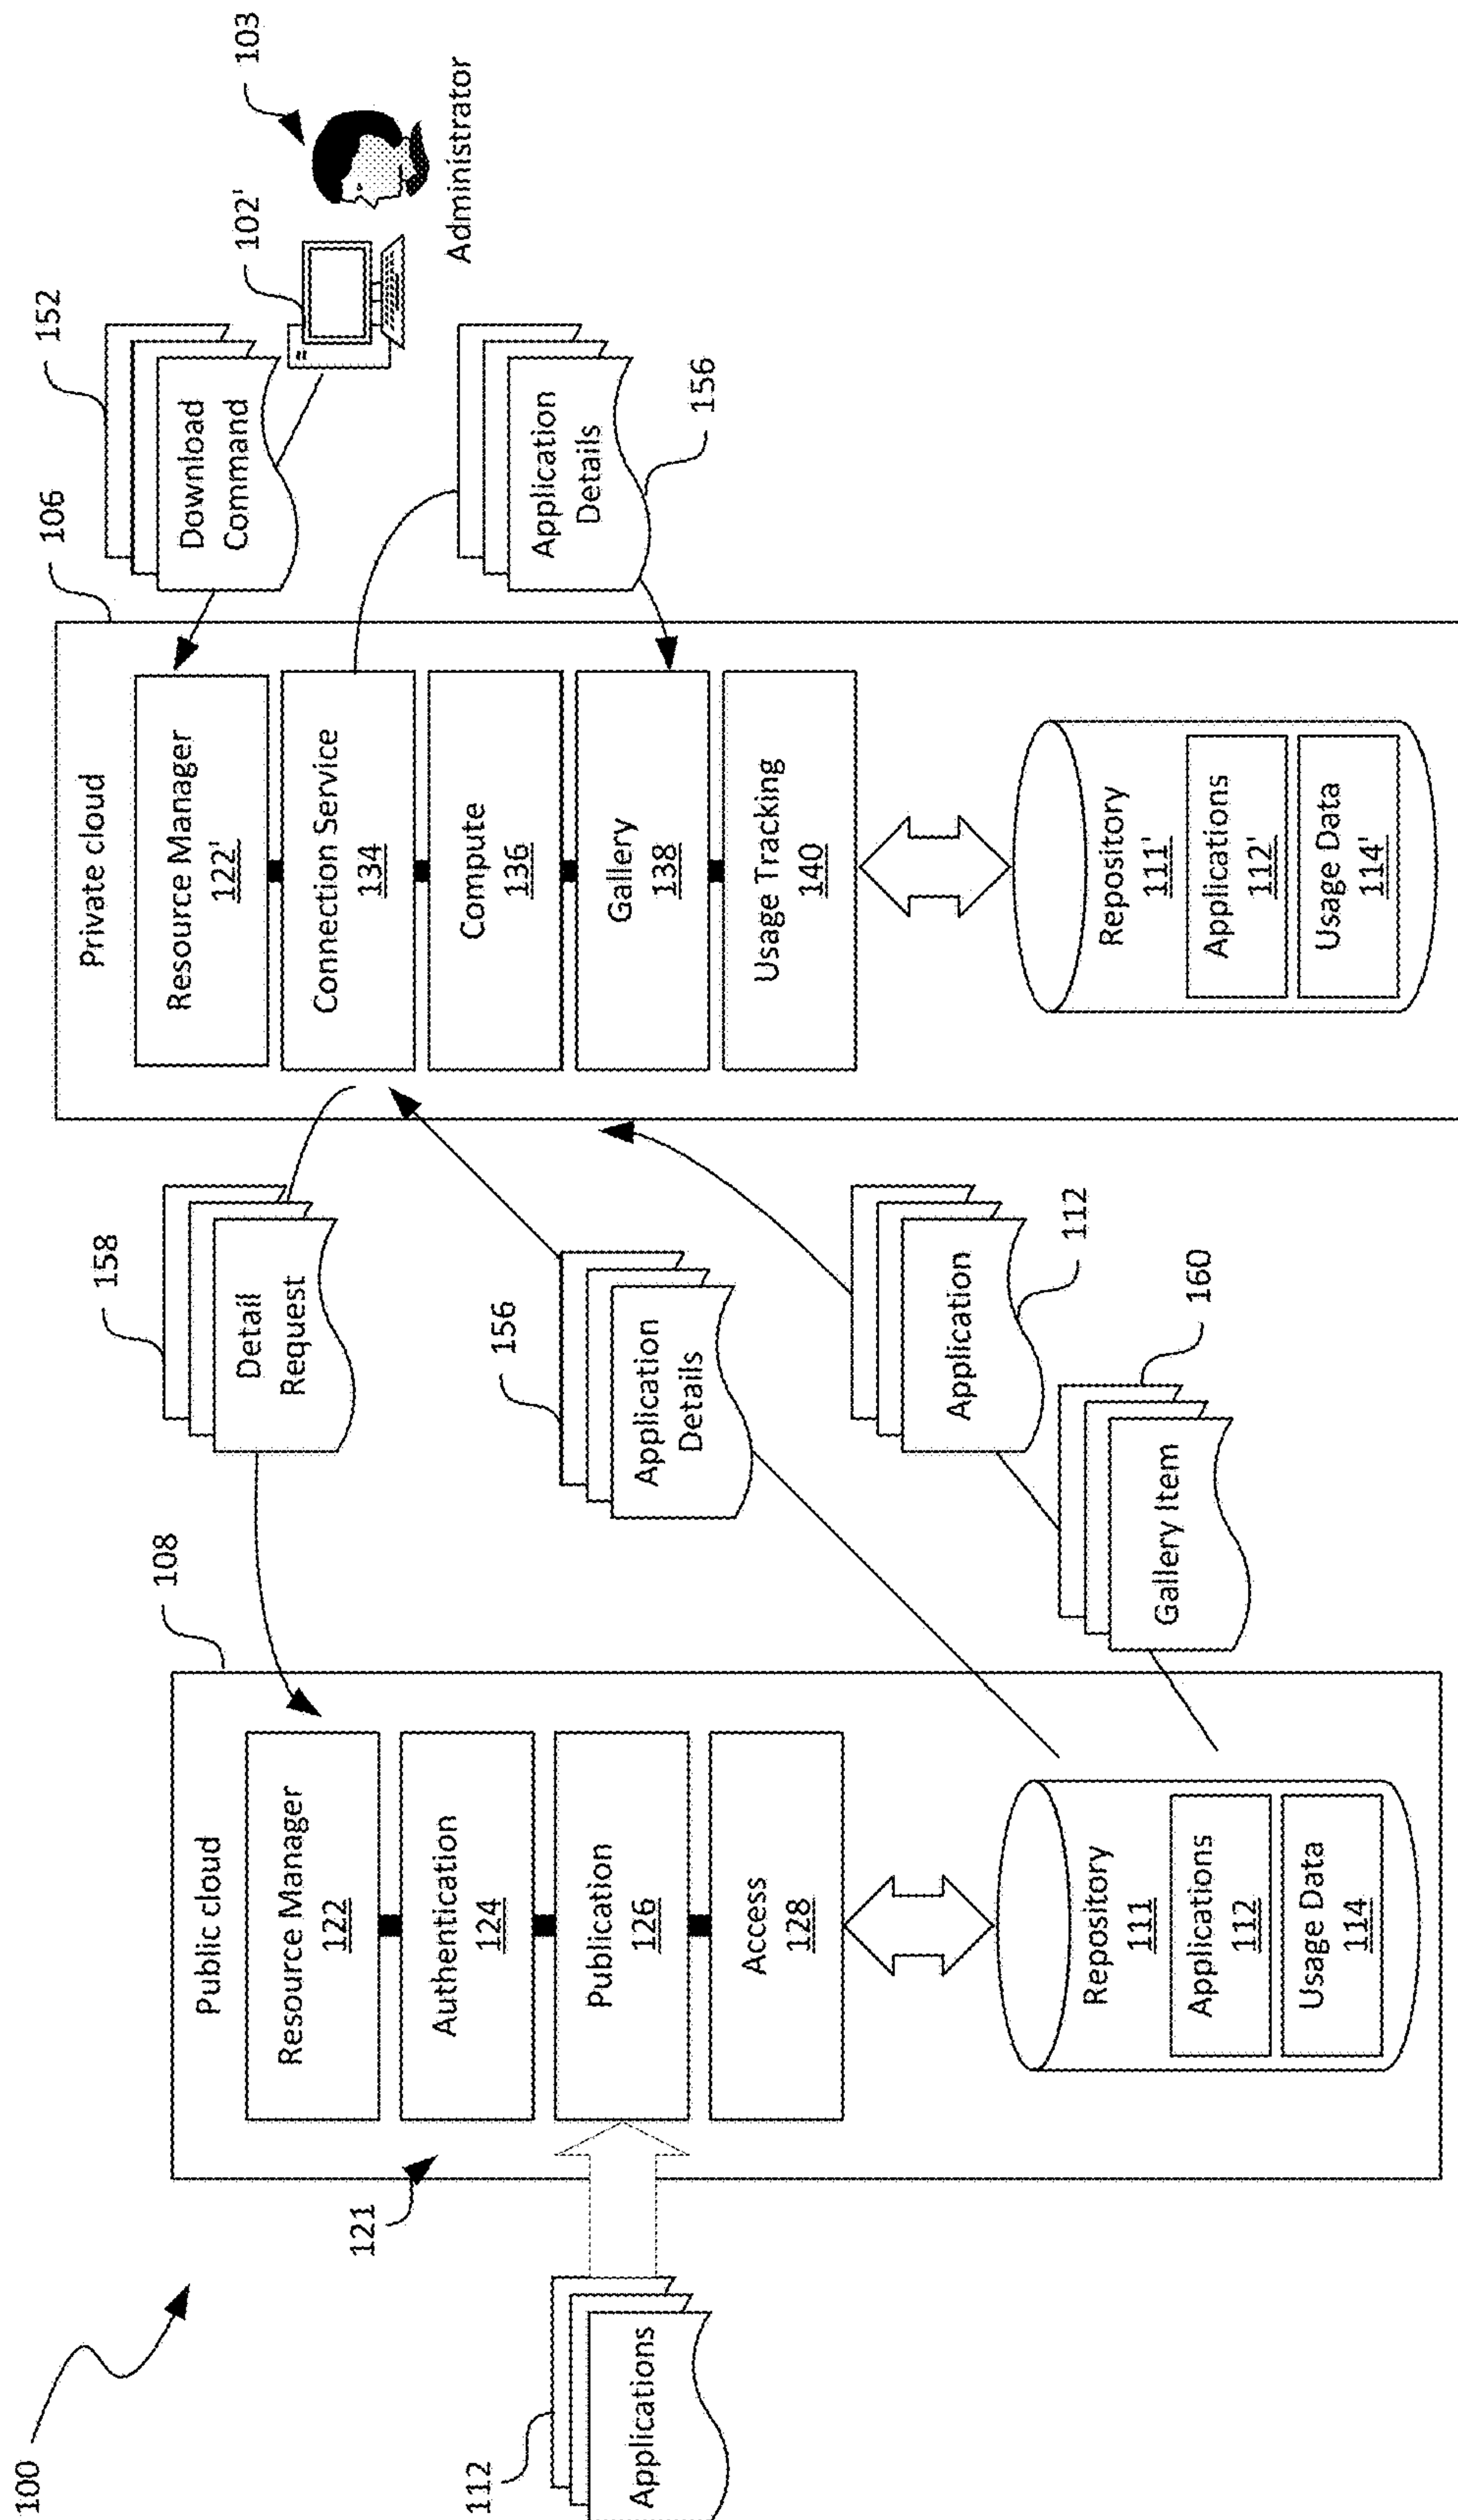 100
112
Applications
121
108
Public cloud
Resource Manager
122
Authentication
124
Publication
126
Access
128
Repository
111
Applications
112
Usage Data
114
158
Detail
Request
156
Application
Details
Application
112
Gallery Item
160
106
Private cloud
Resource Manager
122'
Connection Service
134
Compute
136
Gallery
138
Usage Tracking
140
Repository
111'
Applications
112'
Usage Data
114'
152
Download
Command
102'
103
Administrator
Application
Details
156